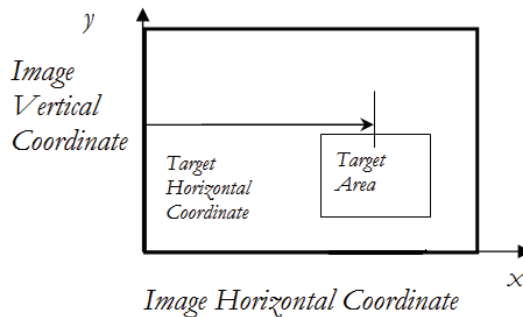 y
Image
Vertical
Coordinate
Target
Horizontal
Coordinate
Target
Area
x
Image Horizontal Coordinate